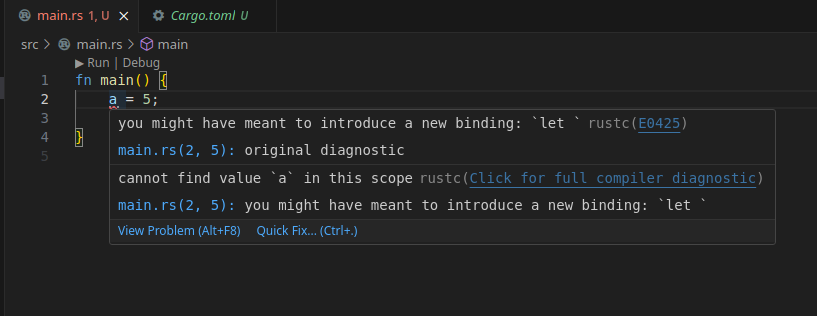 main.rs 1, U
Cargo.toml U
src > main.rs > main
Run | Debug
1 fn main() {
2 a = 5;
3
4 }
5
you might have meant to introduce a new binding: `let ` rustc(E0425)
main.rs(2, 5): original diagnostic
cannot find value `a` in this scope rustc(Click for full compiler diagnostic)
main.rs(2, 5): you might have meant to introduce a new binding: `let `
View Problem (Alt+F8) Quick Fix... (Ctrl+.)